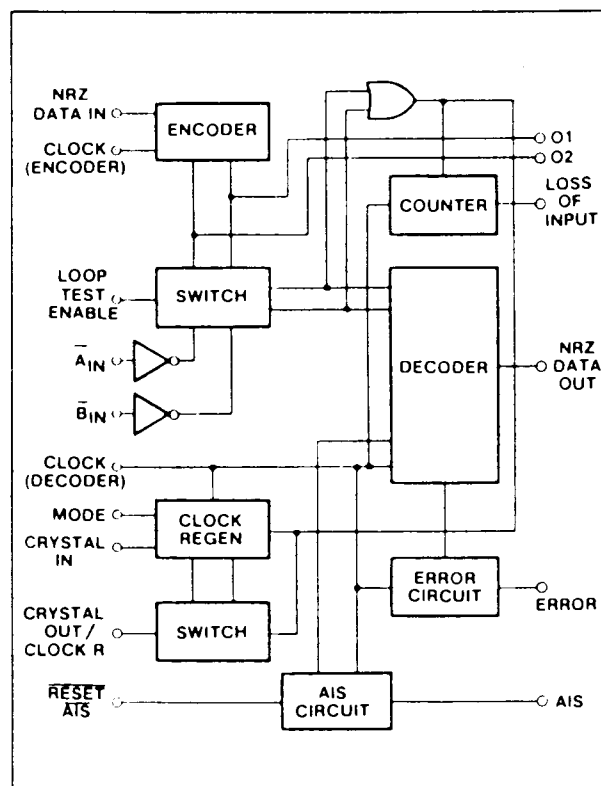 NRZ
DATA IN
CLOCK
(ENCODER)
ENCODER
O1
O2
COUNTER
LOSS
OF
INPUT
LOOP
TEST
ENABLE
SWITCH
A̅IN
B̅IN
DECODER
NRZ
DATA
OUT
CLOCK
(DECODER)
MODE
CRYSTAL
IN
CLOCK
REGEN
CRYSTAL
OUT /
CLOCK R
SWITCH
ERROR
CIRCUIT
ERROR
R̅E̅S̅E̅T̅
A̅I̅S̅
AIS
CIRCUIT
AIS